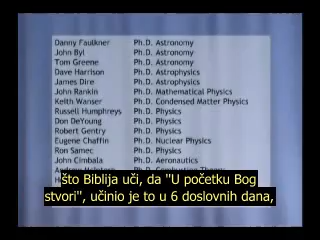 Danny Faulkner Ph.D. Astronomy
John Byl Ph.D. Astronomy
Tom Greene Ph.D. Astronomy
Dave Harrison Ph.D. Astrophysics
James Dire Ph.D. Astrophysics
John Rankin Ph.D. Mathematical Physics
Keith Wanser Ph.D. Condensed Matter Physics
Russell Humphreys Ph.D. Physics
Don DeYoung Ph.D. Physics
Robert Gentry Ph.D. Physics
Eugene Chaffin Ph.D. Nuclear Physics
Ron Samec Ph.D. Physics
John Cimbala Ph.D. Aeronautics
što Biblija uči, da "U početku Bog
stvori", učinio je to u 6 doslovnih dana,